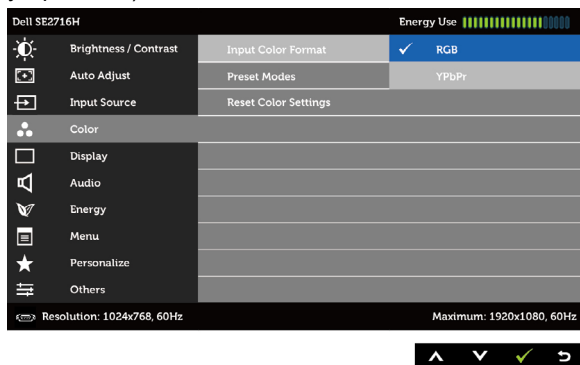 Dell SE2716H Energy Use
Brightness / Contrast Input Color Format RGB
Auto Adjust Preset Modes YPbPr
Input Source Reset Color Settings
Color
Display
Audio
Energy
Menu
Personalize
Others
Resolution: 1024x768, 60Hz Maximum: 1920x1080, 60Hz